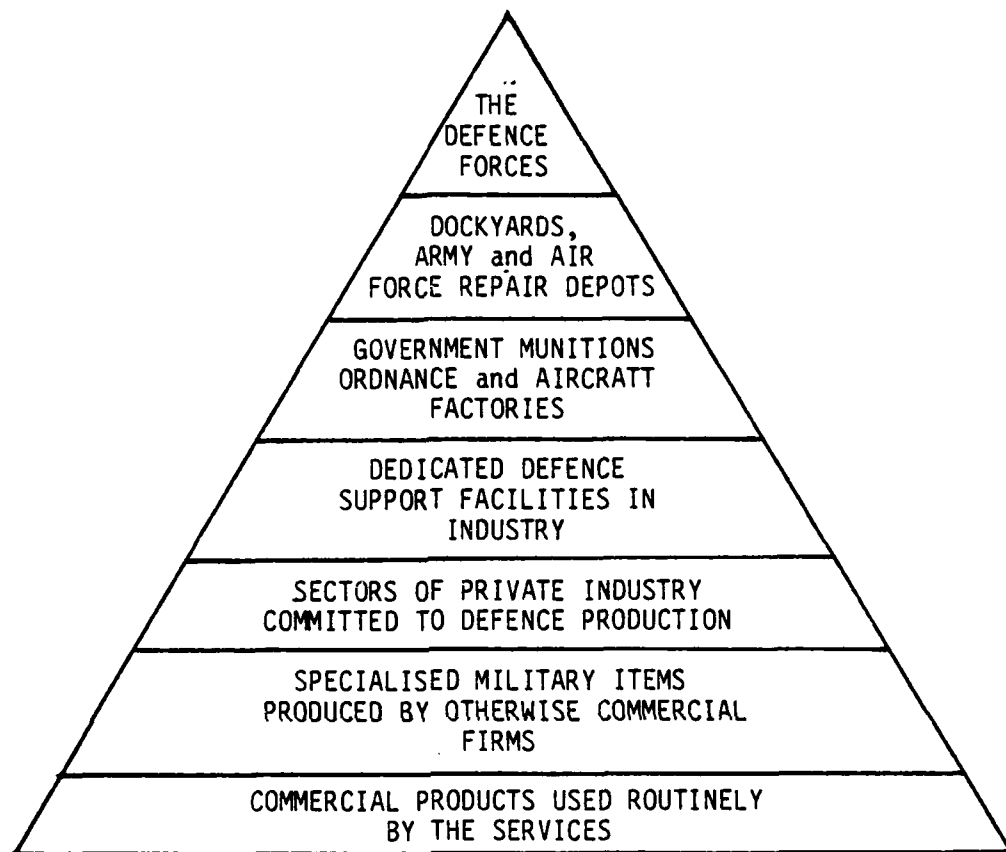 THE
DEFENCE
FORCES
DOCKYARDS,
ARMY and AIR
FORCE REPAIR DEPOTS
GOVERNMENT MUNITIONS
ORDNANCE and AIRCRATT
FACTORIES
DEDICATED DEFENCE
SUPPORT FACILITIES IN
INDUSTRY
SECTORS OF PRIVATE INDUSTRY
COMMITTED TO DEFENCE PRODUCTION
SPECIALISED MILITARY ITEMS
PRODUCED BY OTHERWISE COMMERCIAL
FIRMS
COMMERCIAL PRODUCTS USED ROUTINELY
BY THE SERVICES